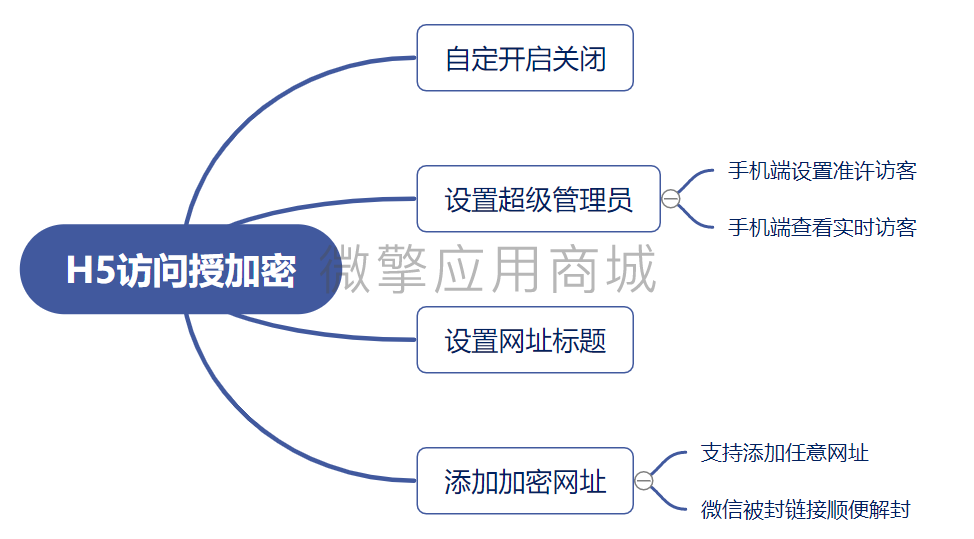 自定开启关闭
设置超级管理员
手机端设置准许访客
手机端查看实时访客
H5访问授加密
微擎应用商城
设置网址标题
添加加密网址
支持添加任意网址
微信被封链接顺便解封